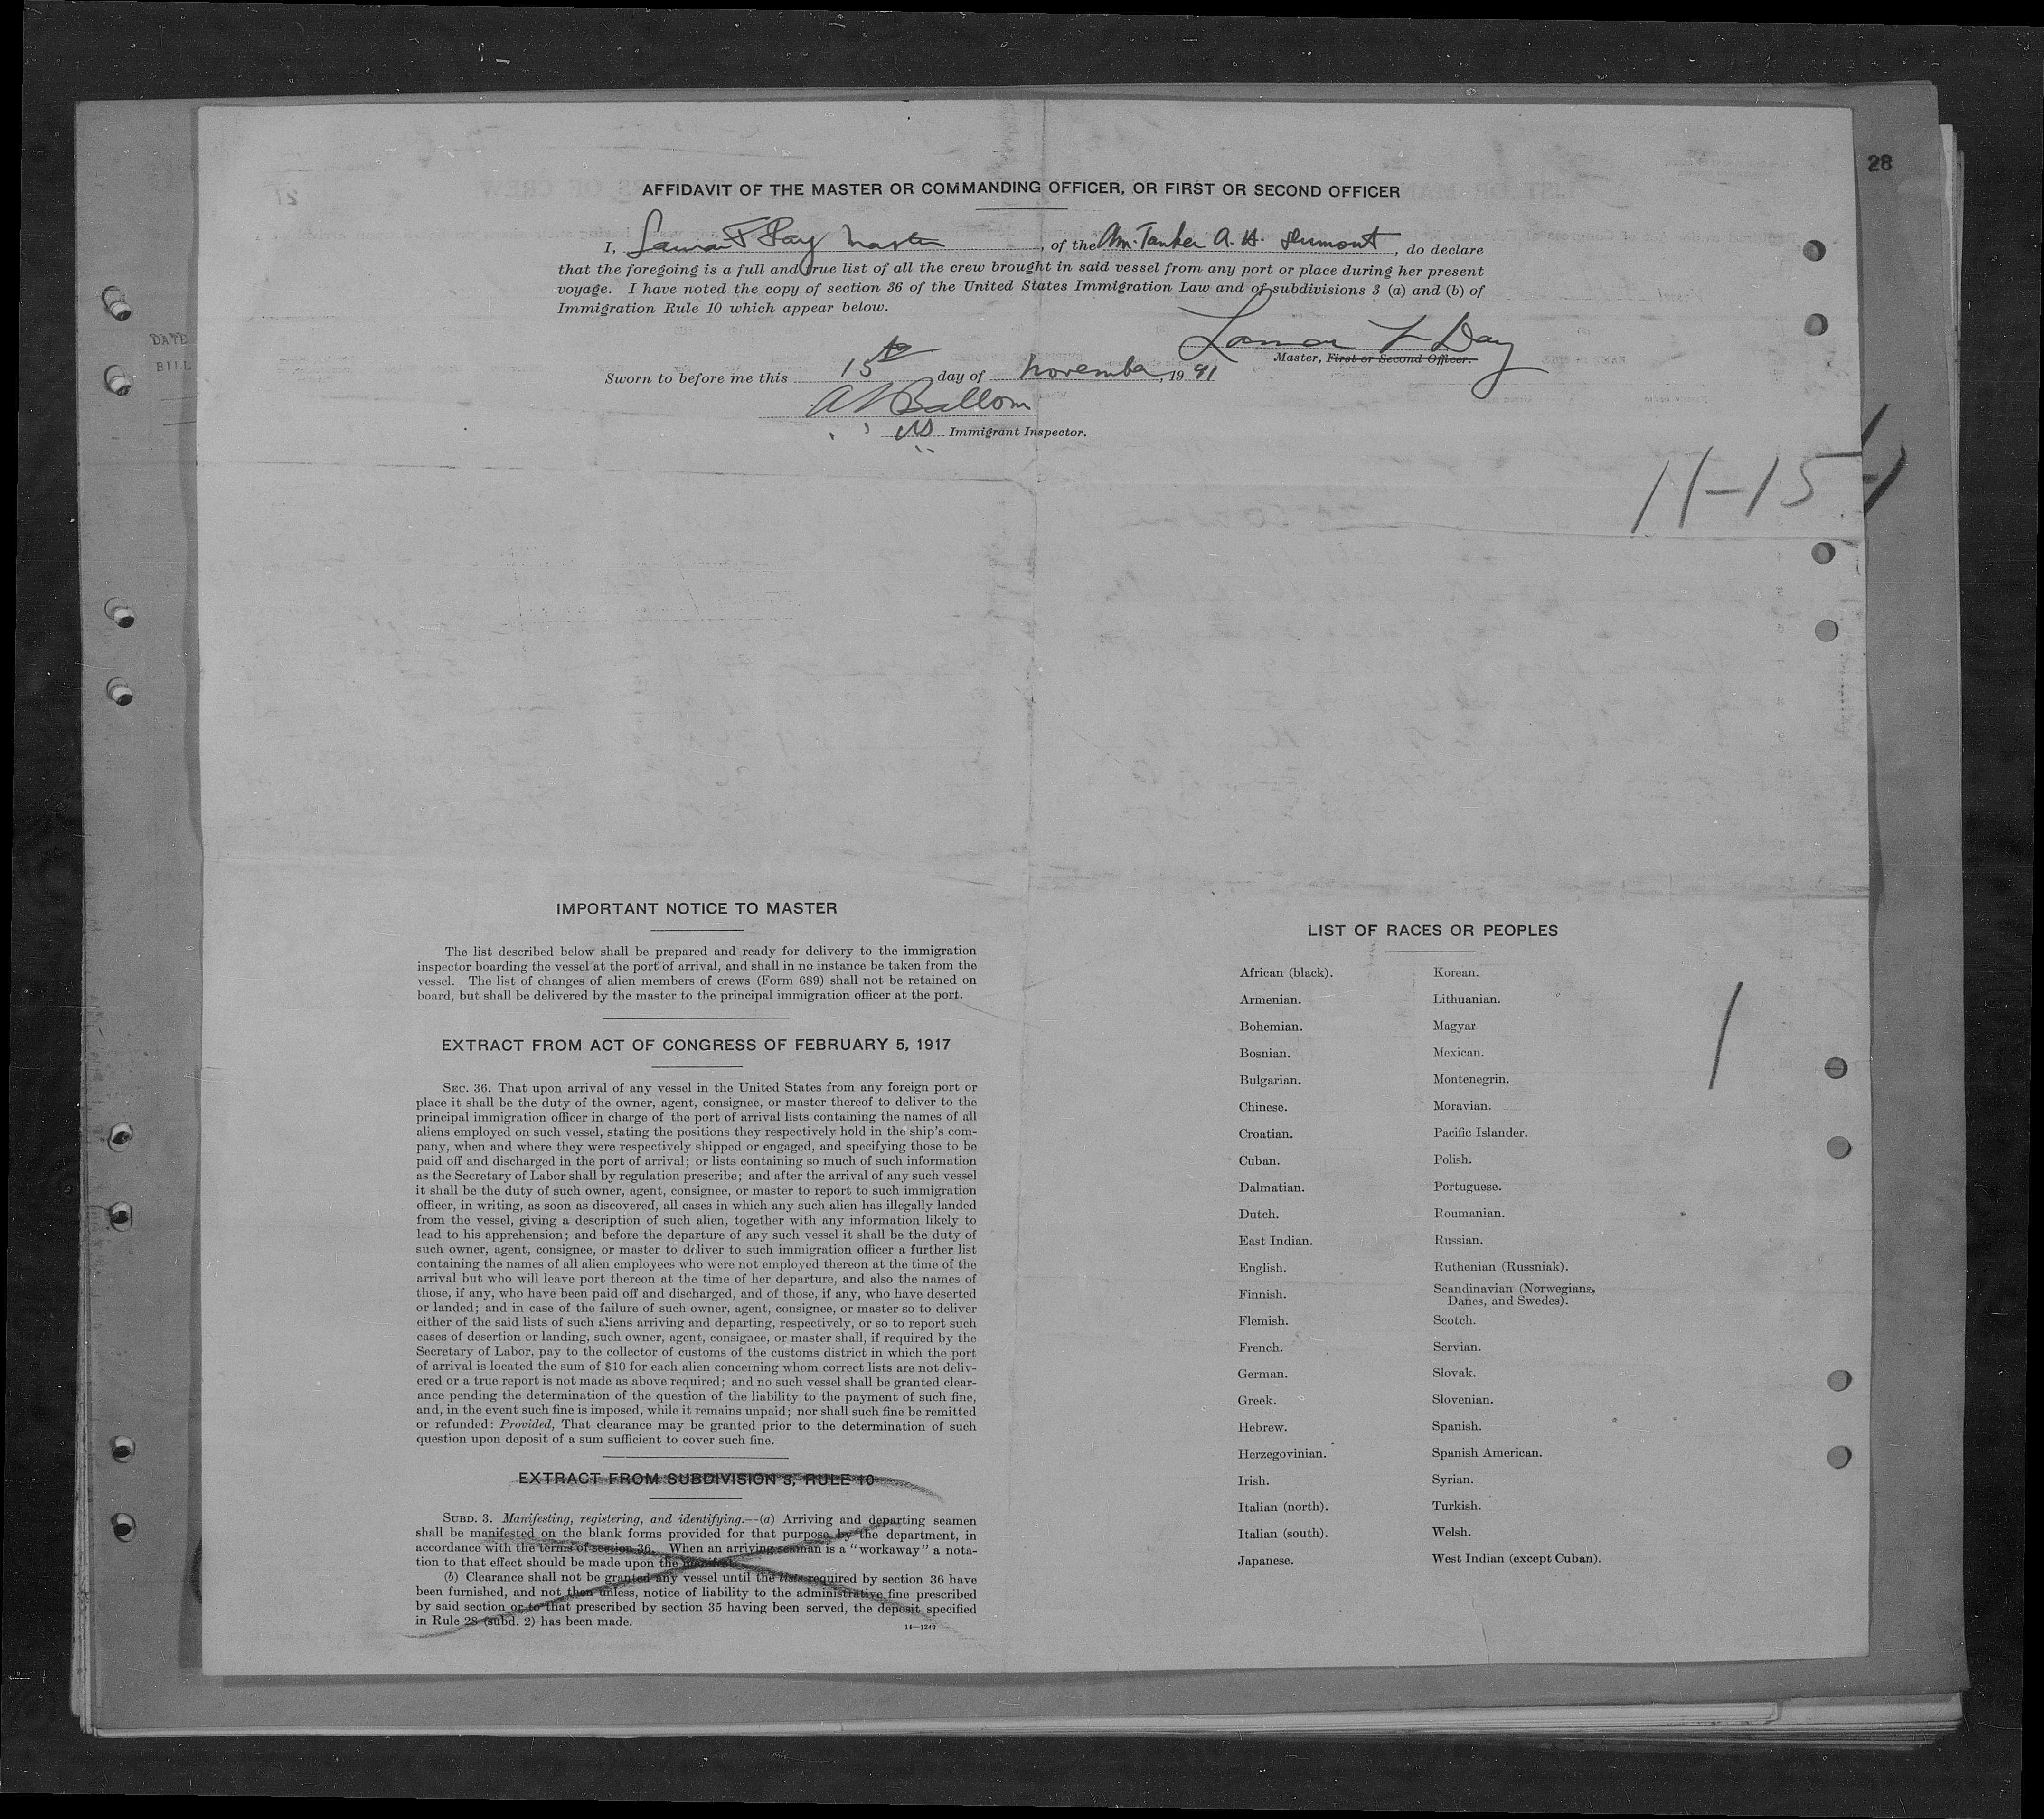 28
AFFIDAVIT OF THE MASTER OR COMMANDING OFFICER, OR FIRST OR SECOND OFFICER
I, Lamar F Day Master, of the Am. Tanker A. H. Dumont, do declare
that the foregoing is a full and true list of all the crew brought in said vessel from any port or place during her present
voyage. I have noted the copy of section 36 of the United States Immigration Law and of subdivisions 3 (a) and (b) of
Immigration Rule 10 which appear below.
Lamar F Day
Master, First or Second Officer.
Sworn to before me this 15th day of November, 1941
Immigrant Inspector.
DATE
BILL
11-15
IMPORTANT NOTICE TO MASTER
The list described below shall be prepared and ready for delivery to the immigration
inspector boarding the vessel at the port of arrival, and shall in no instance be taken from the
vessel. The list of changes of alien members of crews (Form 689) shall not be retained on
board, but shall be delivered by the master to the principal immigration officer at the port.
EXTRACT FROM ACT OF CONGRESS OF FEBRUARY 5, 1917
SEC. 36. That upon arrival of any vessel in the United States from any foreign port or
place it shall be the duty of the owner, agent, consignee, or master thereof to deliver to the
principal immigration officer in charge of the port of arrival lists containing the names of all
aliens employed on such vessel, stating the positions they respectively hold in the ship's com-
pany, when and where they were respectively shipped or engaged, and specifying those to be
paid off and discharged in the port of arrival; or lists containing so much of such information
as the Secretary of Labor shall by regulation prescribe; and after the arrival of any such vessel
it shall be the duty of such owner, agent, consignee, or master to report to such immigration
officer, in writing, as soon as discovered, all cases in which any such alien has illegally landed
from the vessel, giving a description of such alien, together with any information likely to
lead to his apprehension; and before the departure of any such vessel it shall be the duty of
such owner, agent, consignee, or master to deliver to such immigration officer a further list
containing the names of all alien employees who were not employed thereon at the time of the
arrival but who will leave port thereon at the time of her departure, and also the names of
those, if any, who have been paid off and discharged, and of those, if any, who have deserted
or landed; and in case of the failure of such owner, agent, consignee, or master so to deliver
either of the said lists of such aliens arriving and departing, respectively, or so to report such
cases of desertion or landing, such owner, agent, consignee, or master shall, if required by the
Secretary of Labor, pay to the collector of customs of the customs district in which the port
of arrival is located the sum of $10 for each alien concerning whom correct lists are not deliv-
ered or a true report is not made as above required; and no such vessel shall be granted clear-
ance pending the determination of the question of the liability to the payment of such fine,
and, in the event such fine is imposed, while it remains unpaid; nor shall such fine be remitted
or refunded: Provided, That clearance may be granted prior to the determination of such
question upon deposit of a sum sufficient to cover such fine.
EXTRACT FROM SUBDIVISION 3, RULE 10
SUBD. 3. Manifesting, registering, and identifying.—(a) Arriving and departing seamen
shall be manifested on the blank forms provided for that purpose by the department, in
accordance with the terms of section 36. When an arriving seaman is a "workaway" a nota-
tion to that effect should be made upon the manifest.
(b) Clearance shall not be granted any vessel until the lists required by section 36 have
been furnished, and not then unless, notice of liability to the administrative fine prescribed
by said section or to that prescribed by section 35 having been served, the deposit specified
in Rule 28 (subd. 2) has been made.
14—1249
LIST OF RACES OR PEOPLES
African (black). Korean.
Armenian. Lithuanian.
Bohemian. Magyar
Bosnian. Mexican.
Bulgarian. Montenegrin.
Chinese. Moravian.
Croatian. Pacific Islander.
Cuban. Polish.
Dalmatian. Portuguese.
Dutch. Roumanian.
East Indian. Russian.
English. Ruthenian (Russniak).
Finnish. Scandinavian (Norwegians,
Danes, and Swedes).
Flemish. Scotch.
French. Servian.
German. Slovak.
Greek. Slovenian.
Hebrew. Spanish.
Herzegovinian. Spanish American.
Irish. Syrian.
Italian (north). Turkish.
Italian (south). Welsh.
Japanese. West Indian (except Cuban).